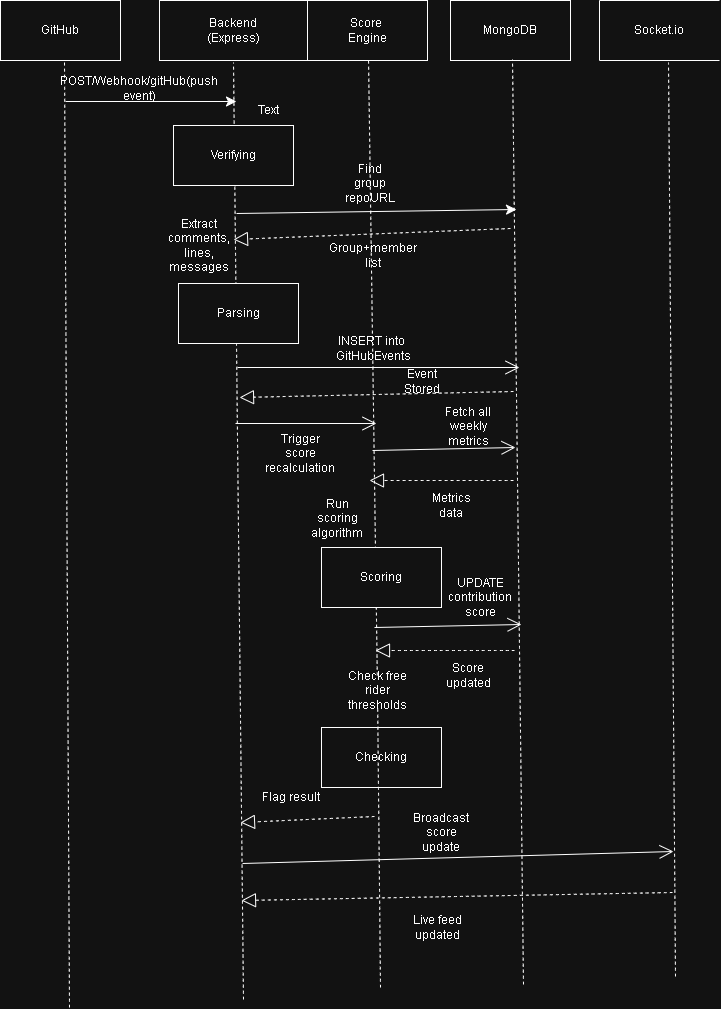 GitHub
Backend
(Express)
Score
Engine
MongoDB
Socket.io
POST/Webhook/gitHub(push
event)
Text
Verifying
Find
group
repoURL
Extract
comments,
lines,
messages
Group+member
list
Parsing
INSERT into
GitHubEvents
Event
Stored
Fetch all
weekly
metrics
Trigger
score
recalculation
Metrics
data
Run
scoring
algorithm
Scoring
UPDATE
contribution
score
Score
updated
Check free
rider
thresholds
Checking
Flag result
Broadcast
score
update
Live feed
updated